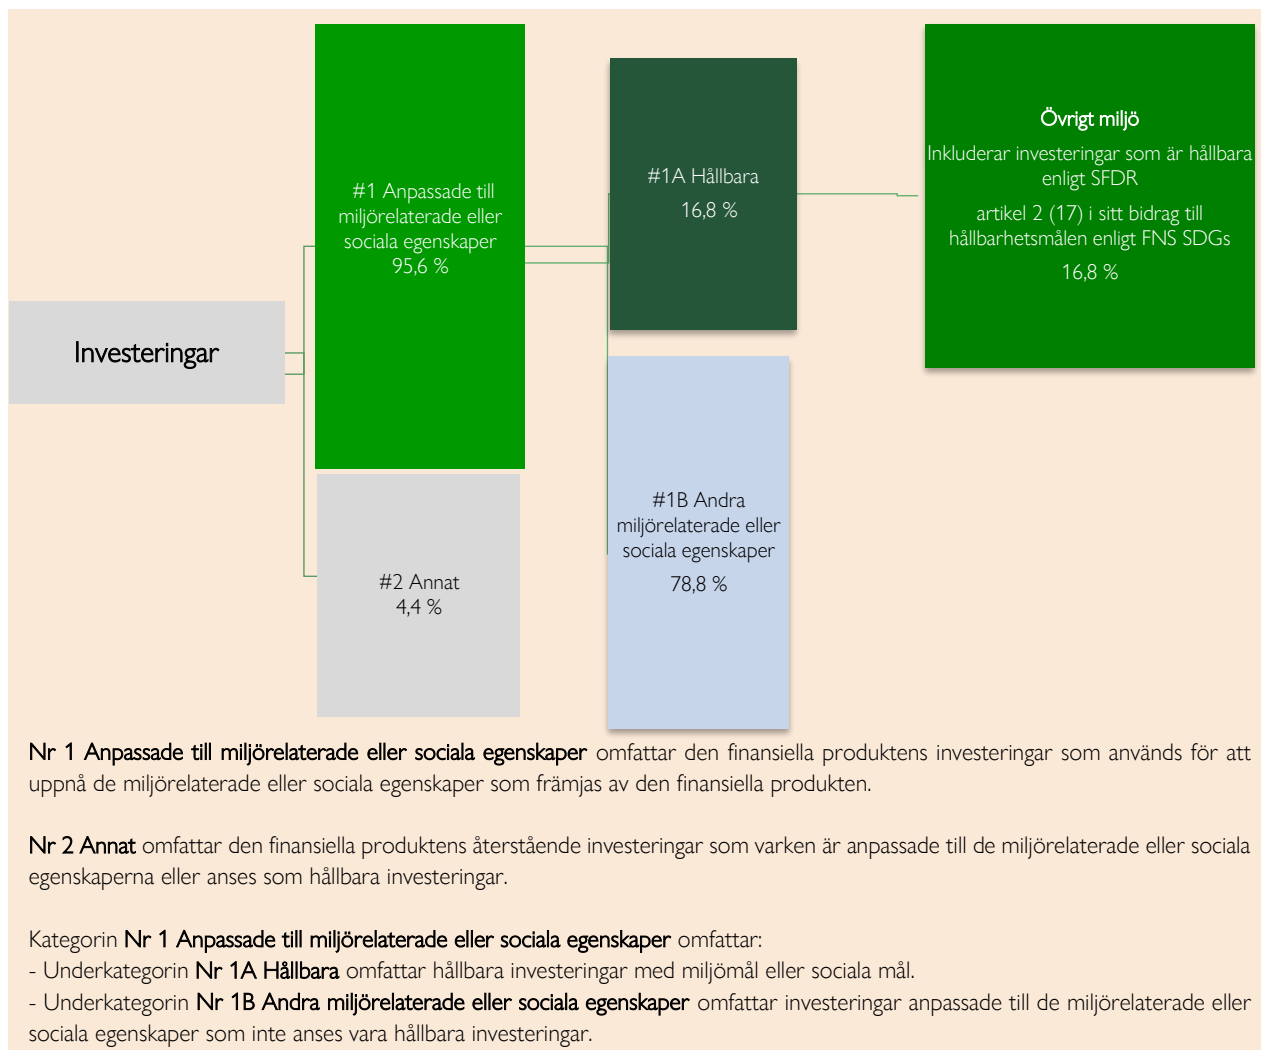 Investeringar
#1 Anpassade till
miljörelaterade eller
sociala egenskaper
95,6 %
#2 Annat
4,4 %
#1A Hållbara
16,8 %
#1B Andra
miljörelaterade eller
sociala egenskaper
78,8 %
Övrigt miljö
Inkluderar investeringar som är hållbara
enligt SFDR
artikel 2 (17) i sitt bidrag till
hållbarhetsmålen enligt FNS SDGs
16,8 %
Nr 1 Anpassade till miljörelaterade eller sociala egenskaper omfattar den finansiella produktens investeringar som används för att
uppnå de miljörelaterade eller sociala egenskaper som främjas av den finansiella produkten.
Nr 2 Annat omfattar den finansiella produktens återstående investeringar som varken är anpassade till de miljörelaterade eller sociala
egenskaperna eller anses som hållbara investeringar.
Kategorin Nr 1 Anpassade till miljörelaterade eller sociala egenskaper omfattar:
- Underkategorin Nr 1A Hållbara omfattar hållbara investeringar med miljömål eller sociala mål.
- Underkategorin Nr 1B Andra miljörelaterade eller sociala egenskaper omfattar investeringar anpassade till de miljörelaterade eller
sociala egenskaper som inte anses vara hållbara investeringar.